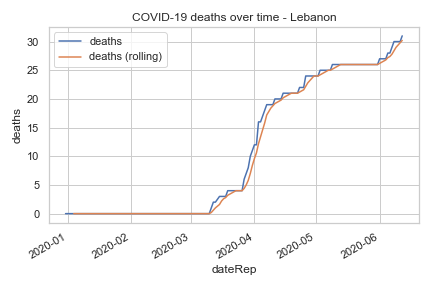 COVID-19 deaths over time - Lebanon
deaths
deaths (rolling)
30
25
20
15
10
5
0
deaths
2020-01
2020-02
2020-03
2020-04
2020-05
2020-06
dateRep